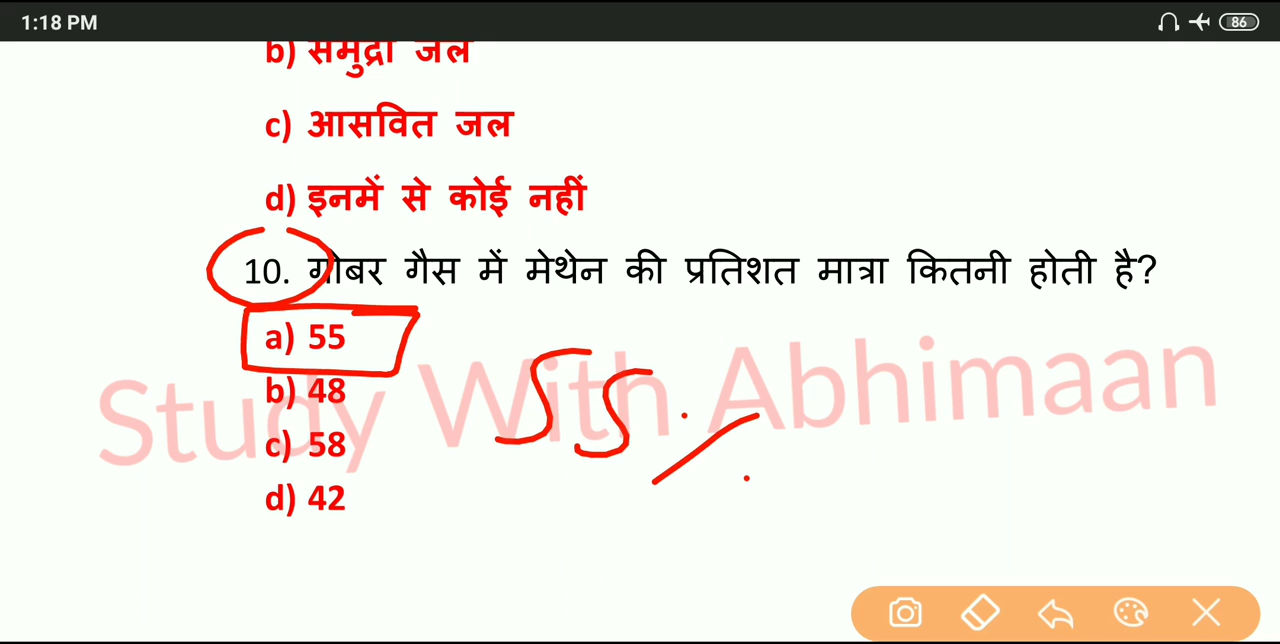 1:18 PM
86
b) समुद्री जल
c) आसवित जल
d) इनमें से कोई नहीं
10. गोबर गैस में मेथेन की प्रतिशत मात्रा कितनी होती है?
a) 55
b) 48
c) 58
d) 42
55 %
Study With Abhimaan